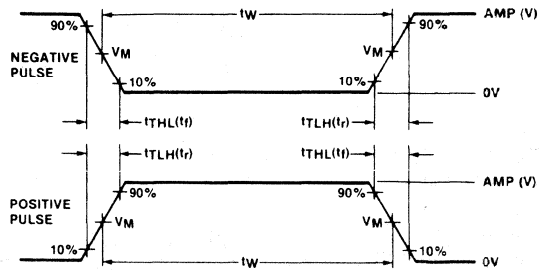 tW
AMP (V)
90%
90%
NEGATIVE
PULSE
VM
VM
10%
10%
0V
tTHL(tf)
tTLH(tr)
tTLH(tr)
tTHL(tf)
AMP (V)
90%
90%
POSITIVE
PULSE
VM
VM
10%
10%
tW
0V